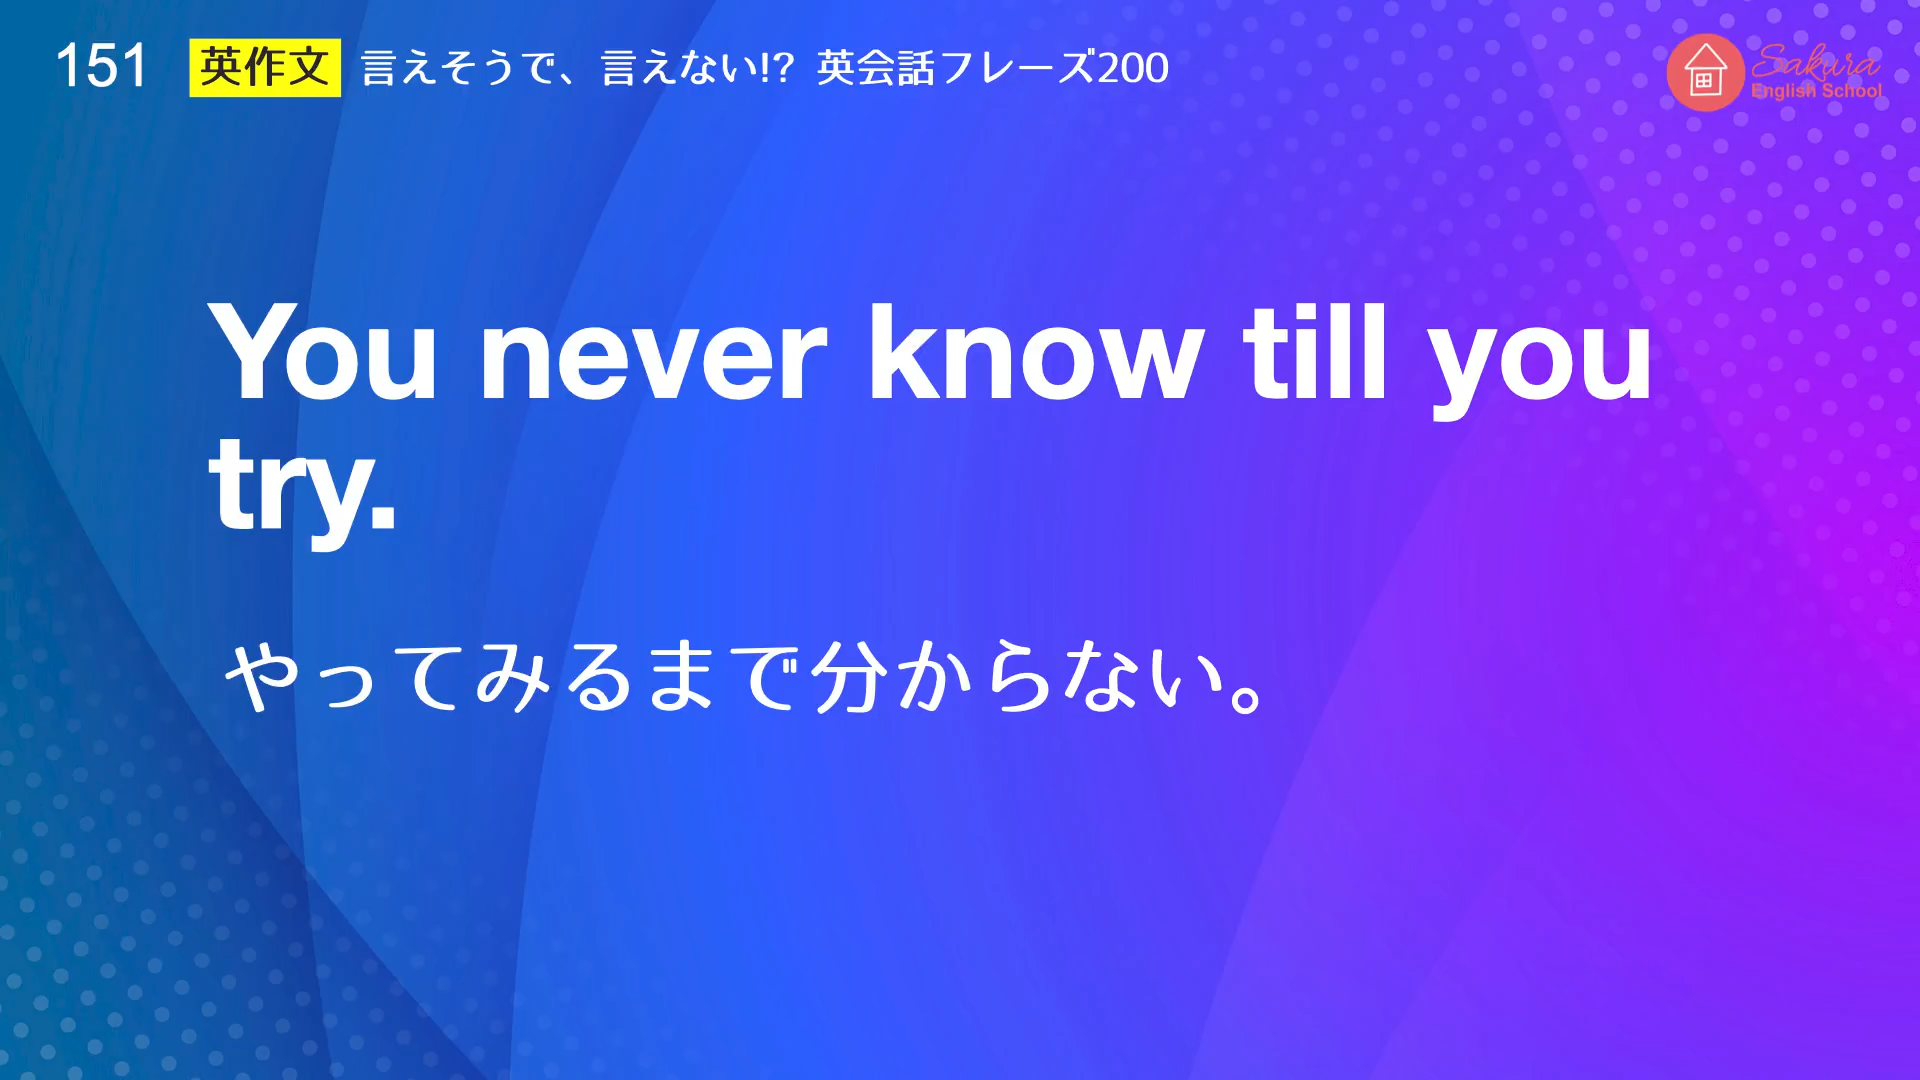 151 英作文 言えそうで、言えない!? 英会話フレーズ200
Sakura
English School
You never know till you
try.
やってみるまで分からない。